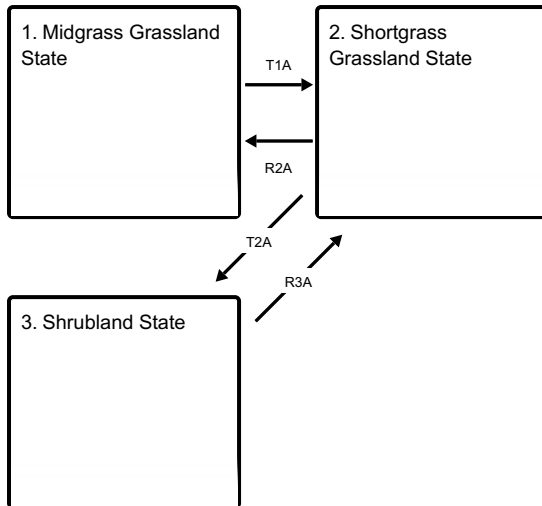 1. Midgrass Grassland
State
2. Shortgrass
Grassland State
T1A
R2A
T2A
R3A
3. Shrubland State